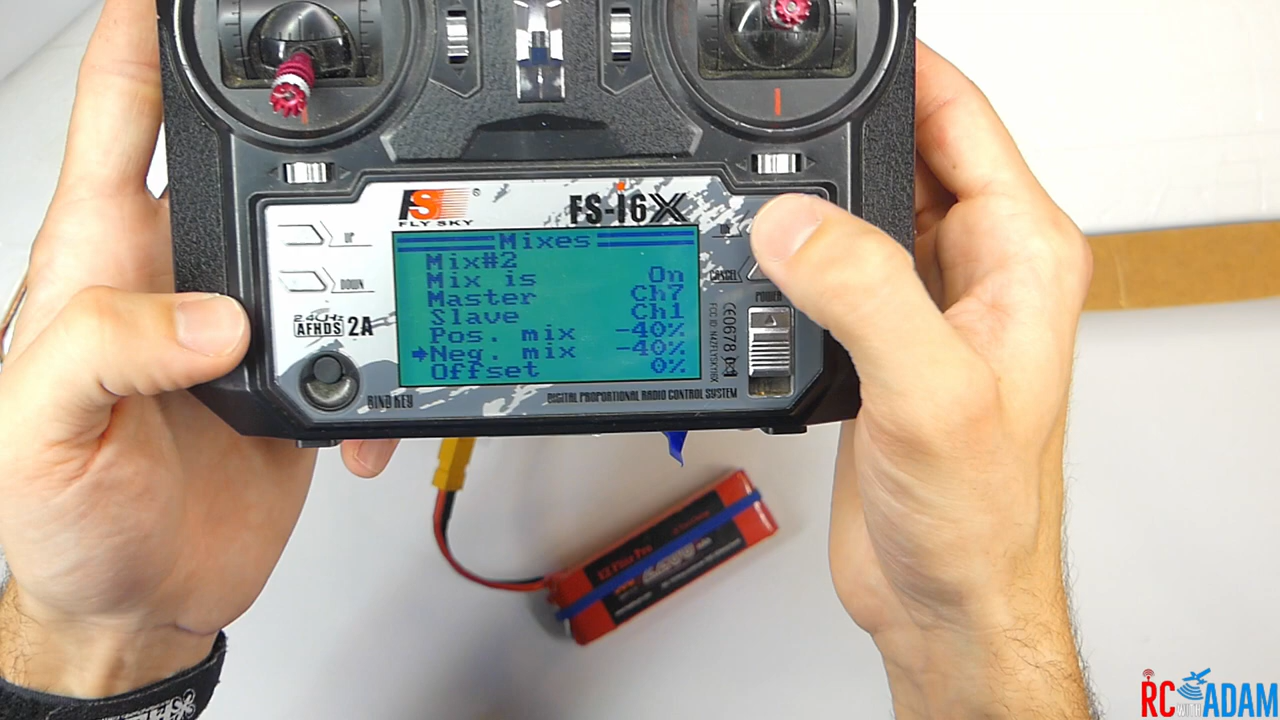 FS®
FLY SKY
FS-i6X
UP
DOWN
2.4GHz
AFHDS 2A
BIND KEY
Mixes
Mix#2
Mix is On
Master Ch7
Slave Ch1
Pos. mix -40%
➔Neg. mix -40%
Offset 0%
CANCEL
POWER
CE0678
DIGITAL PROPORTIONAL RADIO CONTROL SYSTEM
RC WITH ADAM